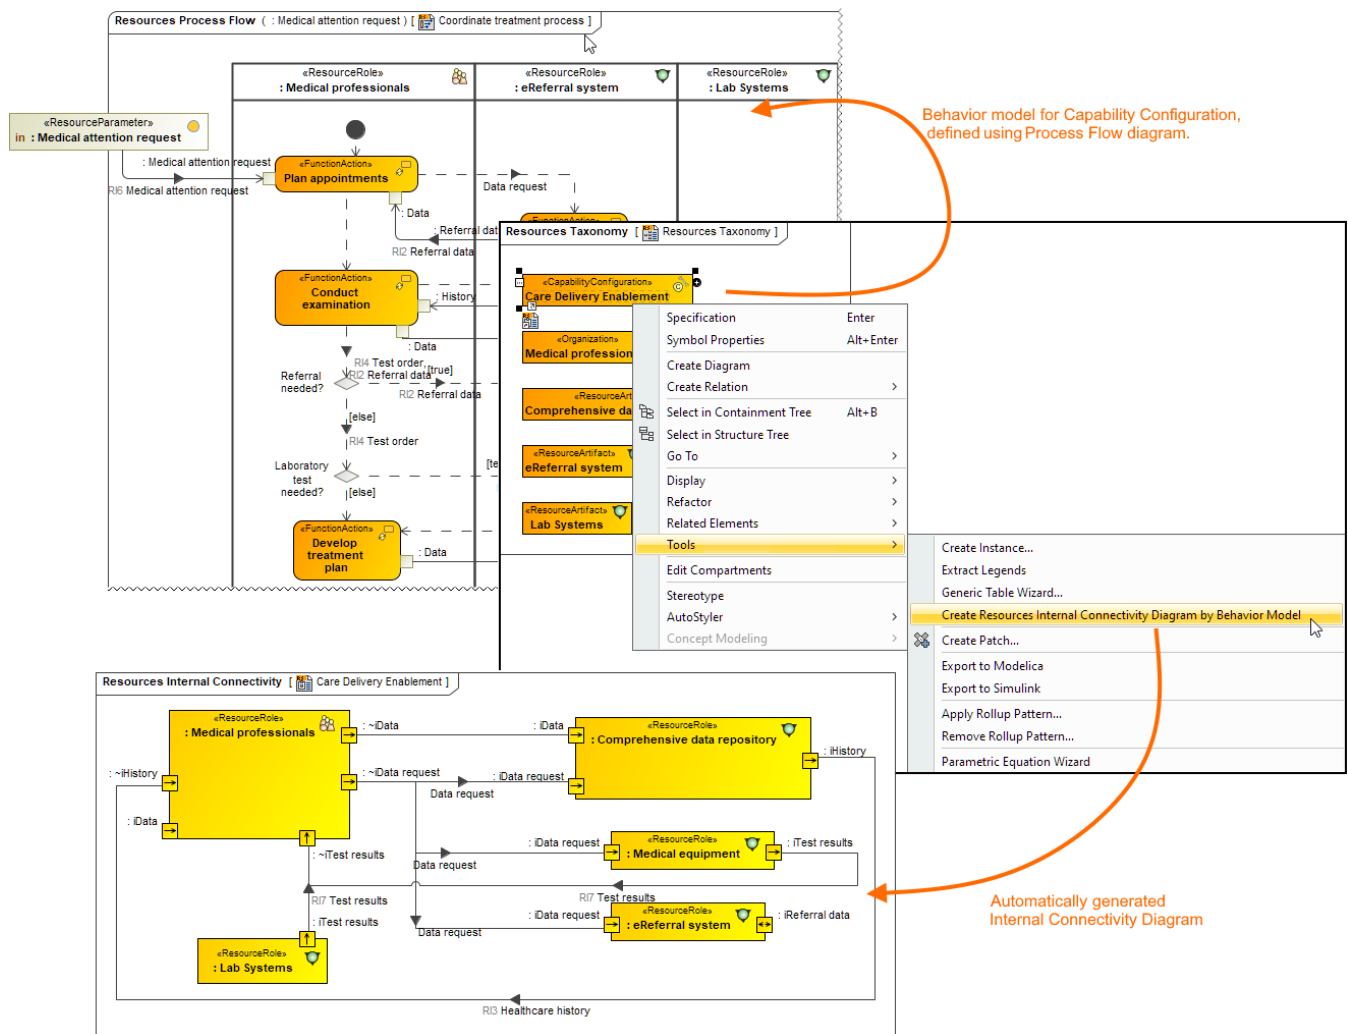 Resources Process Flow ( : Medical attention request ) [ Coordinate treatment process ]
«ResourceRole»
: Medical professionals
«ResourceRole»
: eReferral system
«ResourceRole»
: Lab Systems
«ResourceParameter»
in : Medical attention request
: Medical attention request
RI6 Medical attention request
«FunctionAction»
Plan appointments
Data request
: Data
: Referral dat
RI2 Referral data
«FunctionAction»
«FunctionAction»
Conduct
examination
: History
: Data
RI4 Test order,
RI2 Referral data
[true]
RI2 Referral data
Referral
needed?
[else]
RI4 Test order
Laboratory
test
needed?
[te
[else]
«FunctionAction»
Develop
treatment
plan
: Data
Behavior model for Capability Configuration,
defined using Process Flow diagram.
Resources Taxonomy [ Resources Taxonomy ]
«CapabilityConfiguration»
Care Delivery Enablement
«Organization»
Medical profession
«ResourceArt
Comprehensive da
«ResourceArtifact»
eReferral system
«ResourceArtifact»
Lab Systems
Specification Enter
Symbol Properties Alt+Enter
Create Diagram
Create Relation
Select in Containment Tree Alt+B
Select in Structure Tree
Go To
Display
Refactor
Related Elements
Tools
Edit Compartments
Stereotype
AutoStyler
Concept Modeling
Create Instance...
Extract Legends
Generic Table Wizard...
Create Resources Internal Connectivity Diagram by Behavior Model
Create Patch...
Export to Modelica
Export to Simulink
Apply Rollup Pattern...
Remove Rollup Pattern...
Parametric Equation Wizard
Resources Internal Connectivity [ Care Delivery Enablement ]
«ResourceRole»
: Medical professionals
: ~iData
: iData
«ResourceRole»
: Comprehensive data repository
: iHistory
: ~iHistory
: ~iData request
: iData request
Data request
: iData
: ~iTest results
Data request
: iData request
«ResourceRole»
: Medical equipment
: iTest results
RI7 Test results
RI7 Test results
: iTest results
Data request
: iData request
«ResourceRole»
: eReferral system
: iReferral data
«ResourceRole»
: Lab Systems
RI3 Healthcare history
Automatically generated
Internal Connectivity Diagram